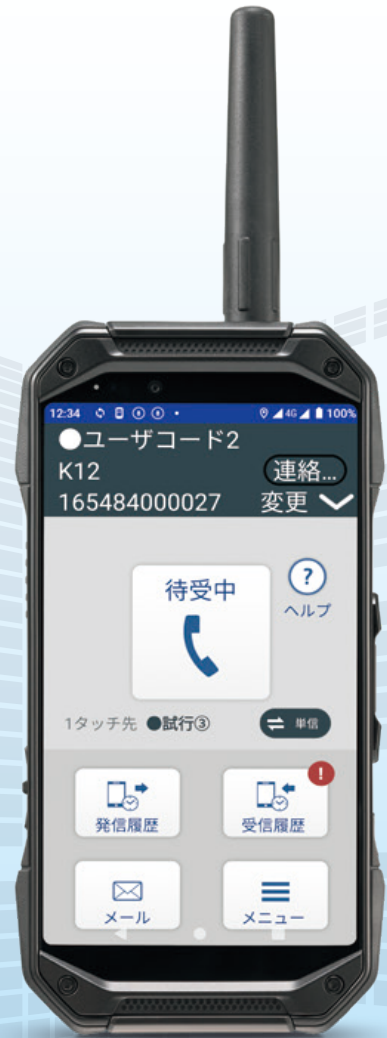 12:34 4G 100%
●ユーザコード2
K12 連絡...
165484000027 変更
待受中
?
ヘルプ
1タッチ先 ●試行③ 単信
!
発信履歴 受信履歴
メール メニュー